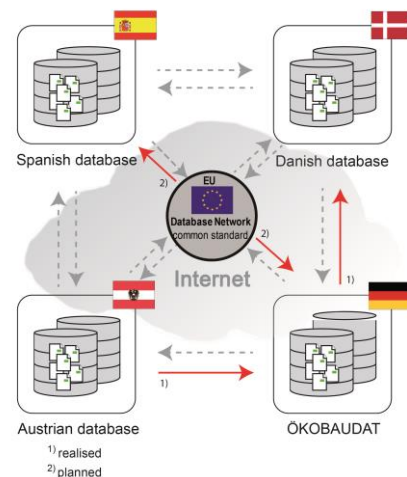 Spanish database
Danish database
2)
EU
Database Network
common standard
2)
Internet
1)
1)
Austrian database
ÖKOBAUDAT
1) realised
2) planned